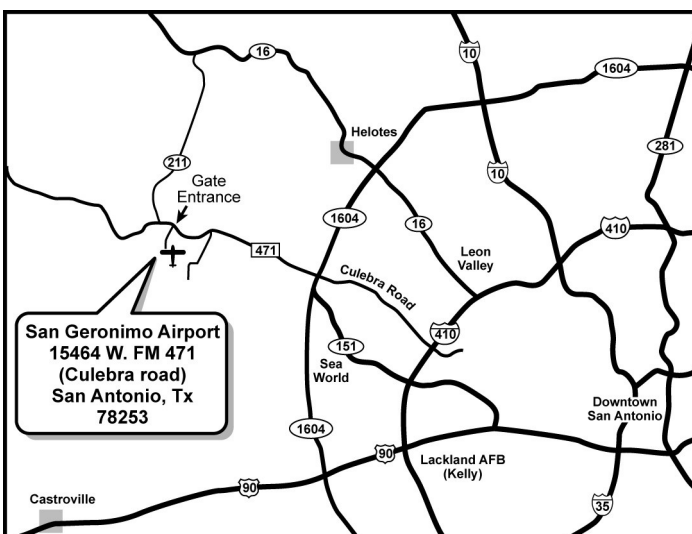 16
10
1604
Helotes
281
211
10
Gate
Entrance
1604
16
410
471
Leon
Valley
Culebra Road
San Geronimo Airport
15464 W. FM 471
(Culebra road)
San Antonio, Tx
78253
410
151
Sea
World
Downtown
San Antonio
1604
90
Lackland AFB
(Kelly)
90
Castroville
35